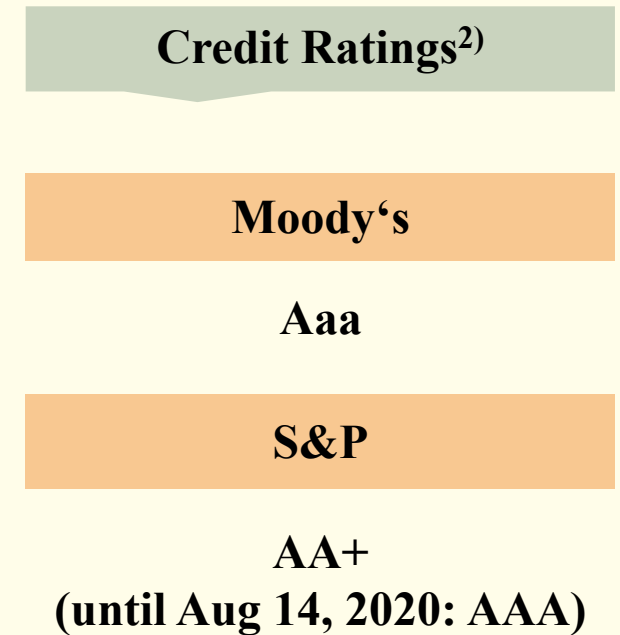 Credit Ratings2)
Moody‘s
Aaa
S&P
AA+
(until Aug 14, 2020: AAA)